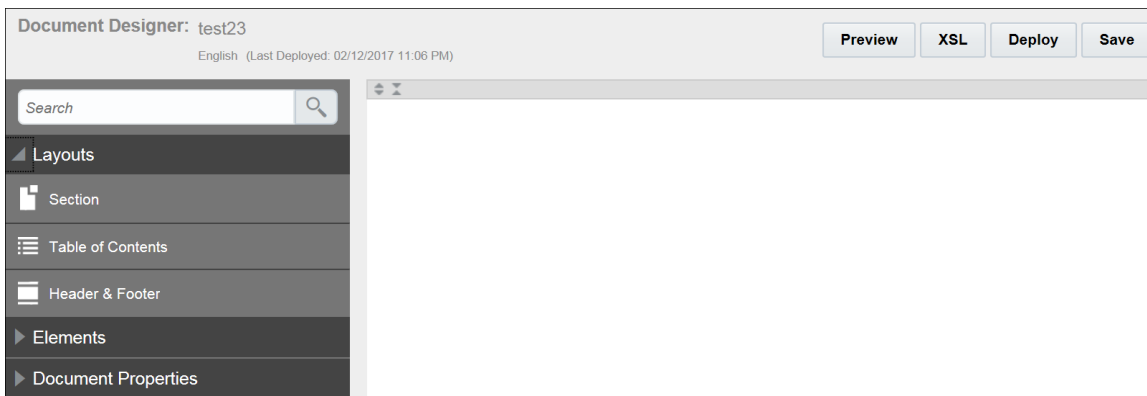 Document Designer: test23
English (Last Deployed: 02/12/2017 11:06 PM)
Preview
XSL
Deploy
Save
Search
Layouts
Section
Table of Contents
Header & Footer
Elements
Document Properties